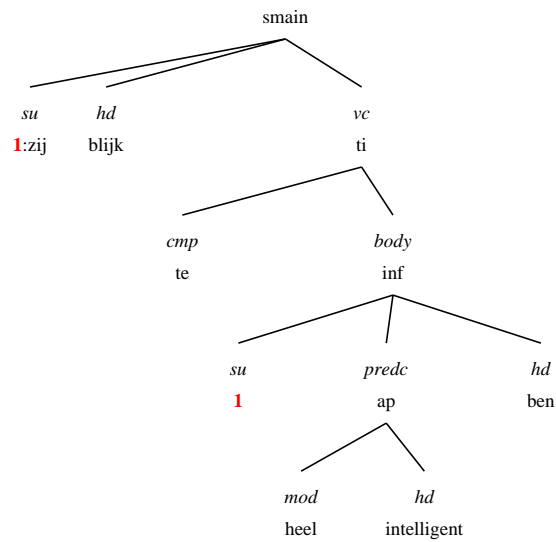 smain
su hd vc
1:zij blijk ti
cmp body
te inf
su predc hd
1 ap ben
mod hd
heel intelligent